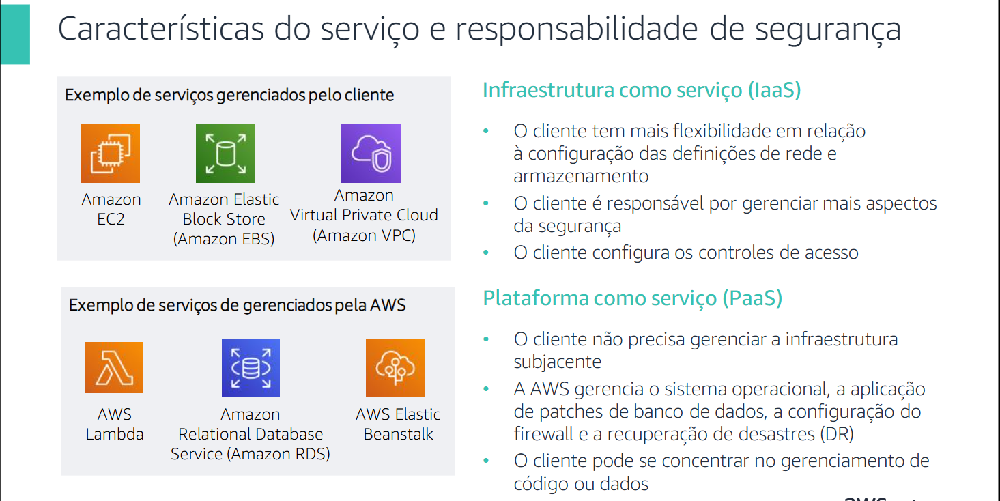 Características do serviço e responsabilidade de segurança
Exemplo de serviços gerenciados pelo cliente
Amazon
EC2
Amazon Elastic
Block Store
(Amazon EBS)
Amazon
Virtual Private Cloud
(Amazon VPC)
Infraestrutura como serviço (IaaS)
• O cliente tem mais flexibilidade em relação
à configuração das definições de rede e
armazenamento
• O cliente é responsável por gerenciar mais aspectos
da segurança
• O cliente configura os controles de acesso
Exemplo de serviços de gerenciados pela AWS
AWS
Lambda
Amazon
Relational Database
Service (Amazon RDS)
AWS Elastic
Beanstalk
Plataforma como serviço (PaaS)
• O cliente não precisa gerenciar a infraestrutura
subjacente
• A AWS gerencia o sistema operacional, a aplicação
de patches de banco de dados, a configuração do
firewall e a recuperação de desastres (DR)
• O cliente pode se concentrar no gerenciamento de
código ou dados